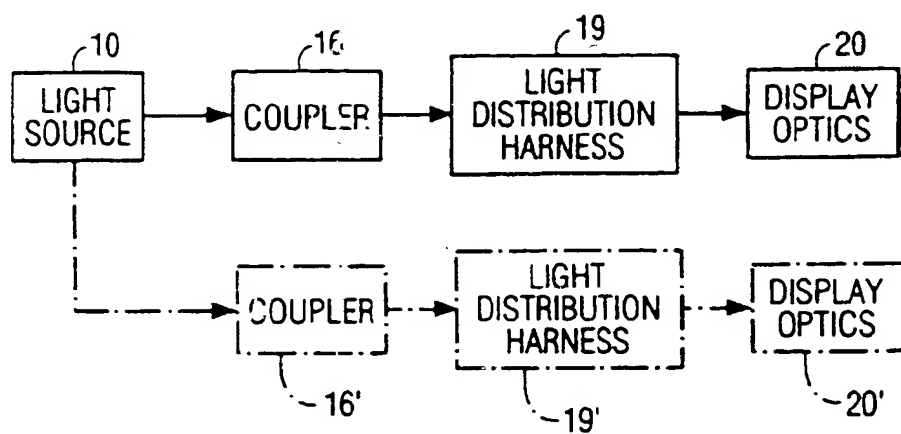 10
16
19
20
LIGHT
SOURCE
COUPLER
LIGHT
DISTRIBUTION
HARNESS
DISPLAY
OPTICS
COUPLER
LIGHT
DISTRIBUTION
HARNESS
DISPLAY
OPTICS
16'
19'
20'